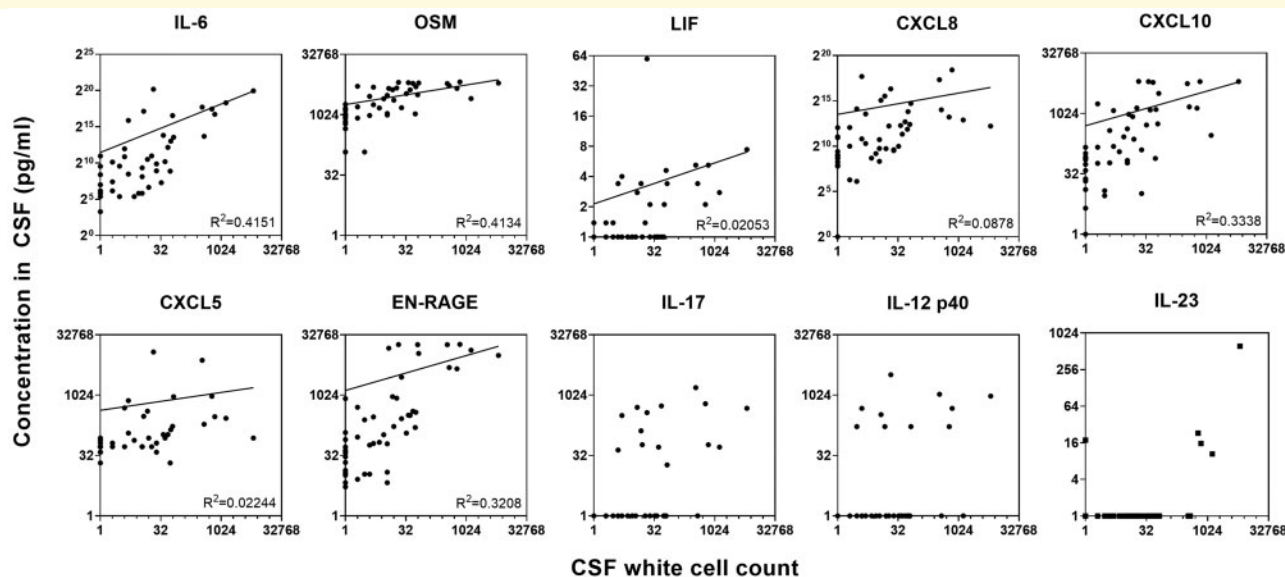 IL-6 OSM LIF CXCL8 CXCL10
2^25 32768 64 2^20 32768
2^20 32 2^15
2^15 1024 16 1024
8 2^10
2^10 32 4 32
2^5 2 2^5
2^0 R^2=0.4151 1 R^2=0.4134 1 R^2=0.02053 2^0 R^2=0.0878 1 R^2=0.3338
1 32 1024 32768 1 32 1024 32768 1 32 1024 32768 1 32 1024 32768 1 32 1024 32768
Concentration in CSF (pg/ml)
CXCL5 EN-RAGE IL-17 IL-12 p40 IL-23
32768 32768 32768 32768 1024
256
1024 1024 1024 1024 64
16
32 32 32 32 4
1 R^2=0.02244 1 R^2=0.3208 1 1 1
1 32 1024 32768 1 32 1024 32768 1 32 1024 32768 1 32 1024 32768 1 32 1024 32768
CSF white cell count